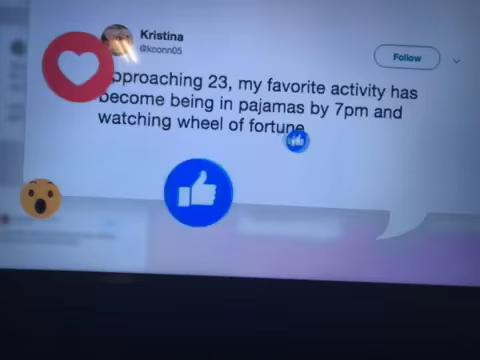 Kristina
@kconn05
Follow
pproaching 23, my favorite activity has
become being in pajamas by 7pm and
watching wheel of fortune